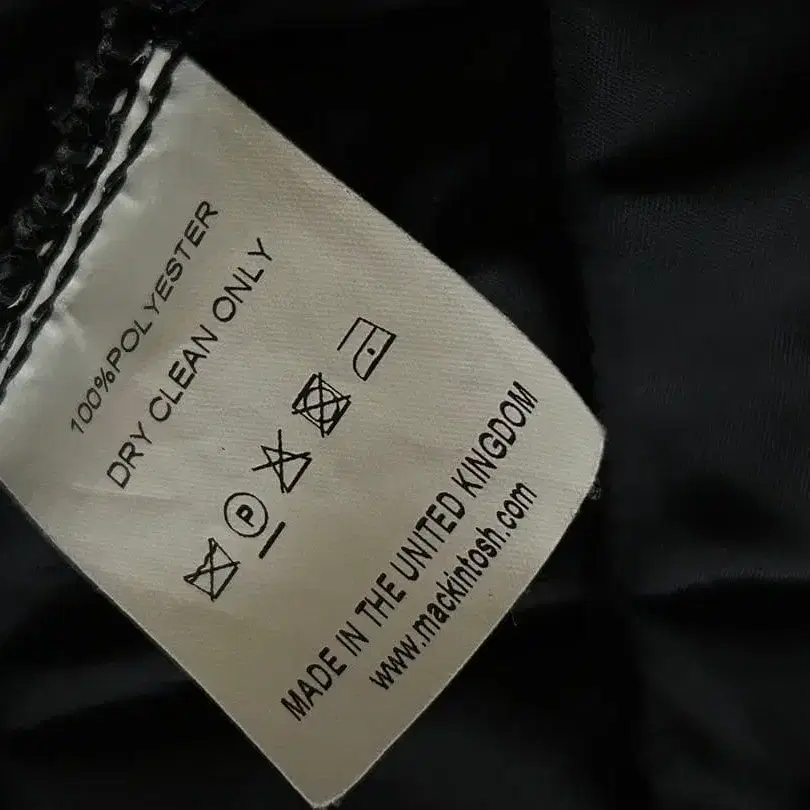 100%POLYESTER
DRY CLEAN ONLY
P
MADE IN THE UNITED KINGDOM
www.mackintosh.com